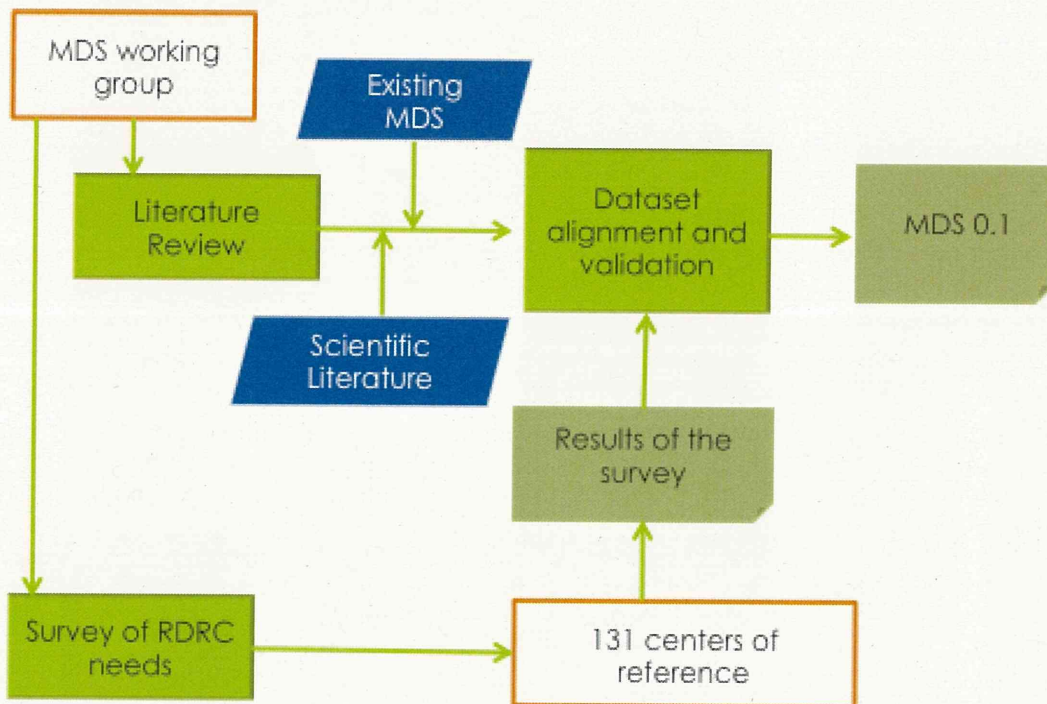 MDS working
group
Existing
MDS
Literature
Review
Dataset
alignment and
validation
MDS 0.1
Scientific
Literature
Results of the
survey
Survey of RDRC
needs
131 centers of
reference